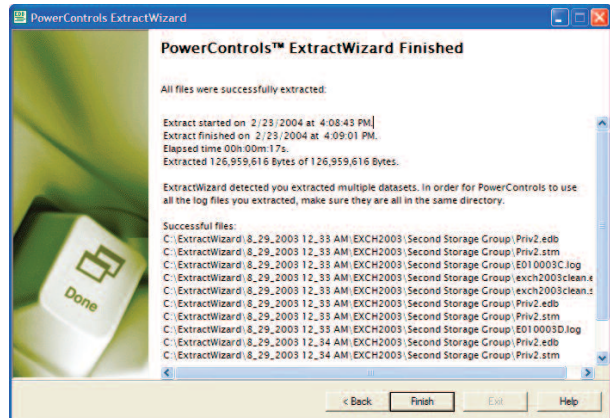 PowerControls ExtractWizard
PowerControls™ ExtractWizard Finished
All files were successfully extracted:
Extract started on 2/23/2004 at 4:08:43 PM.
Extract finished on 2/23/2004 at 4:09:01 PM.
Elapsed time 00h:00m:17s.
Extracted 126,959,616 Bytes of 126,959,616 Bytes.
ExtractWizard detected you extracted multiple datasets. In order for PowerControls to use
all the log files you extracted, make sure they are all in the same directory.
Successful files:
C:\ExtractWizard\8_29_2003 12_33 AM\EXCH2003\Second Storage Group\Priv2.edb
C:\ExtractWizard\8_29_2003 12_33 AM\EXCH2003\Second Storage Group\Priv2.stm
C:\ExtractWizard\8_29_2003 12_33 AM\EXCH2003\Second Storage Group\E010003C.log
C:\ExtractWizard\8_29_2003 12_33 AM\EXCH2003\Second Storage Group\exch2003clean.e
C:\ExtractWizard\8_29_2003 12_33 AM\EXCH2003\Second Storage Group\exch2003clean.s
C:\ExtractWizard\8_29_2003 12_33 AM\EXCH2003\Second Storage Group\Priv2.edb
C:\ExtractWizard\8_29_2003 12_33 AM\EXCH2003\Second Storage Group\Priv2.stm
C:\ExtractWizard\8_29_2003 12_33 AM\EXCH2003\Second Storage Group\E010003D.log
C:\ExtractWizard\8_29_2003 12_34 AM\EXCH2003\Second Storage Group\Priv2.edb
C:\ExtractWizard\8_29_2003 12_34 AM\EXCH2003\Second Storage Group\Priv2.stm
Done
< Back Finish Exit Help